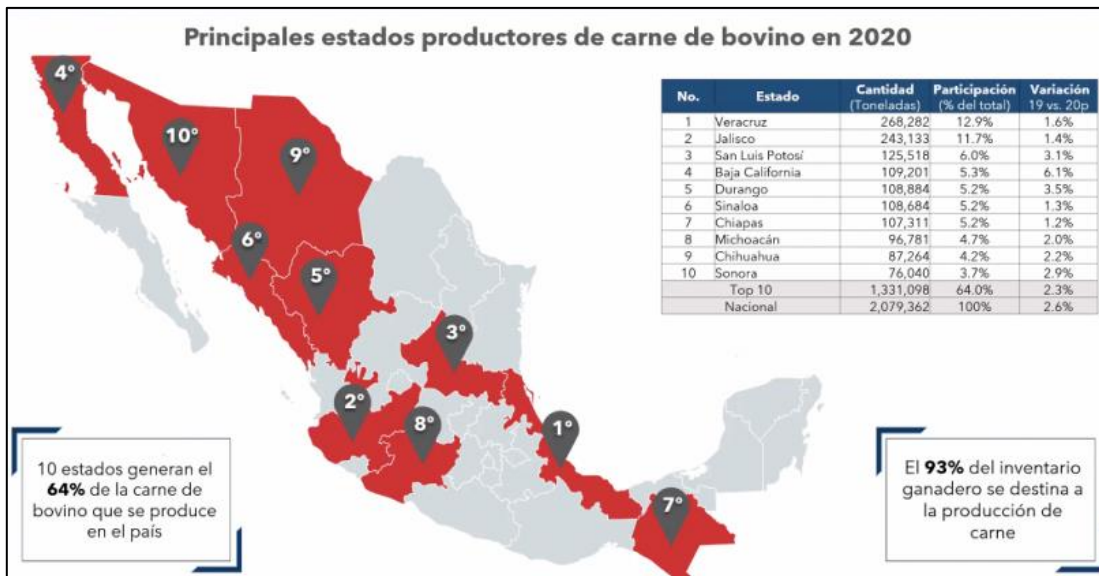 Principales estados productores de carne de bovino en 2020
No. Estado Cantidad (Toneladas) Participación (% del total) Variación 19 vs. 20p
1 Veracruz 268,282 12.9% 1.6%
2 Jalisco 243,133 11.7% 1.4%
3 San Luis Potosí 125,518 6.0% 3.1%
4 Baja California 109,201 5.3% 6.1%
5 Durango 108,884 5.2% 3.5%
6 Sinaloa 108,684 5.2% 1.3%
7 Chiapas 107,311 5.2% 1.2%
8 Michoacán 96,781 4.7% 2.0%
9 Chihuahua 87,264 4.2% 2.2%
10 Sonora 76,040 3.7% 2.9%
Top 10 1,331,098 64.0% 2.3%
Nacional 2,079,362 100% 2.6%
4°
10°
9°
6°
5°
3°
2°
8°
1°
7°
10 estados generan el
64% de la carne de
bovino que se produce
en el país
El 93% del inventario
ganadero se destina a
la producción de
carne